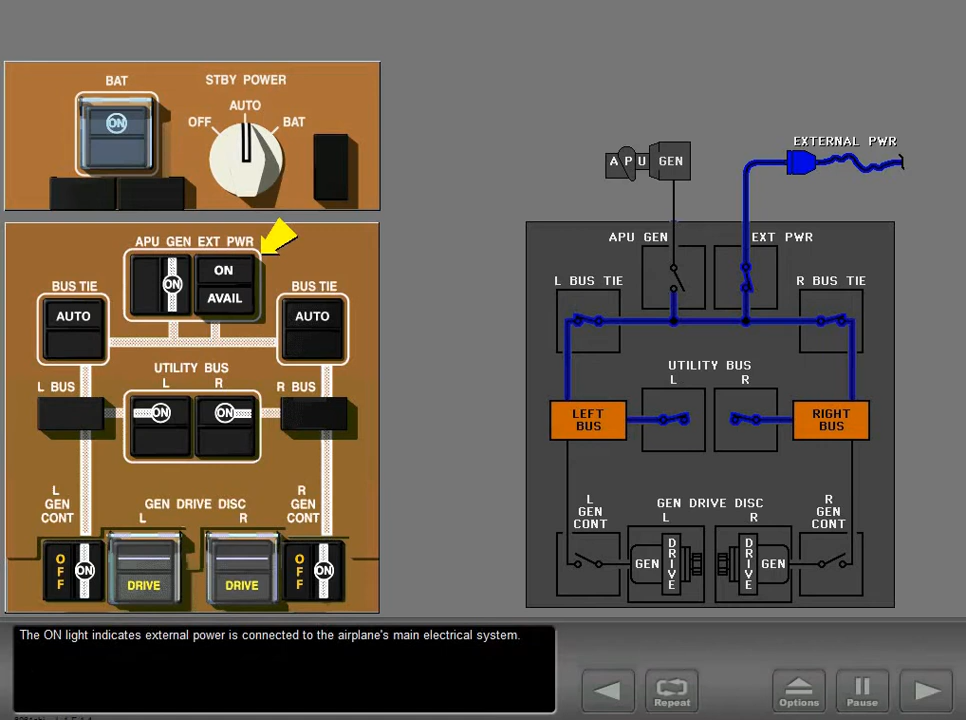 BAT
STBY POWER
AUTO
OFF
BAT
ON
APU GEN EXT PWR
ON
ON
AVAIL
BUS TIE
BUS TIE
AUTO
AUTO
UTILITY BUS
L R
L BUS
R BUS
ON
ON
L GEN CONT
GEN DRIVE DISC
L R
R GEN CONT
OFF
ON
DRIVE
DRIVE
OFF
ON
EXTERNAL PWR
APU GEN
APU GEN
EXT PWR
L BUS TIE
R BUS TIE
UTILITY BUS
L R
LEFT
BUS
RIGHT
BUS
L
GEN
CONT
GEN DRIVE DISC
L R
R
GEN
CONT
GEN
DRIVE
DRIVE
GEN
The ON light indicates external power is connected to the airplane's main electrical system.
Repeat
Options
Pause